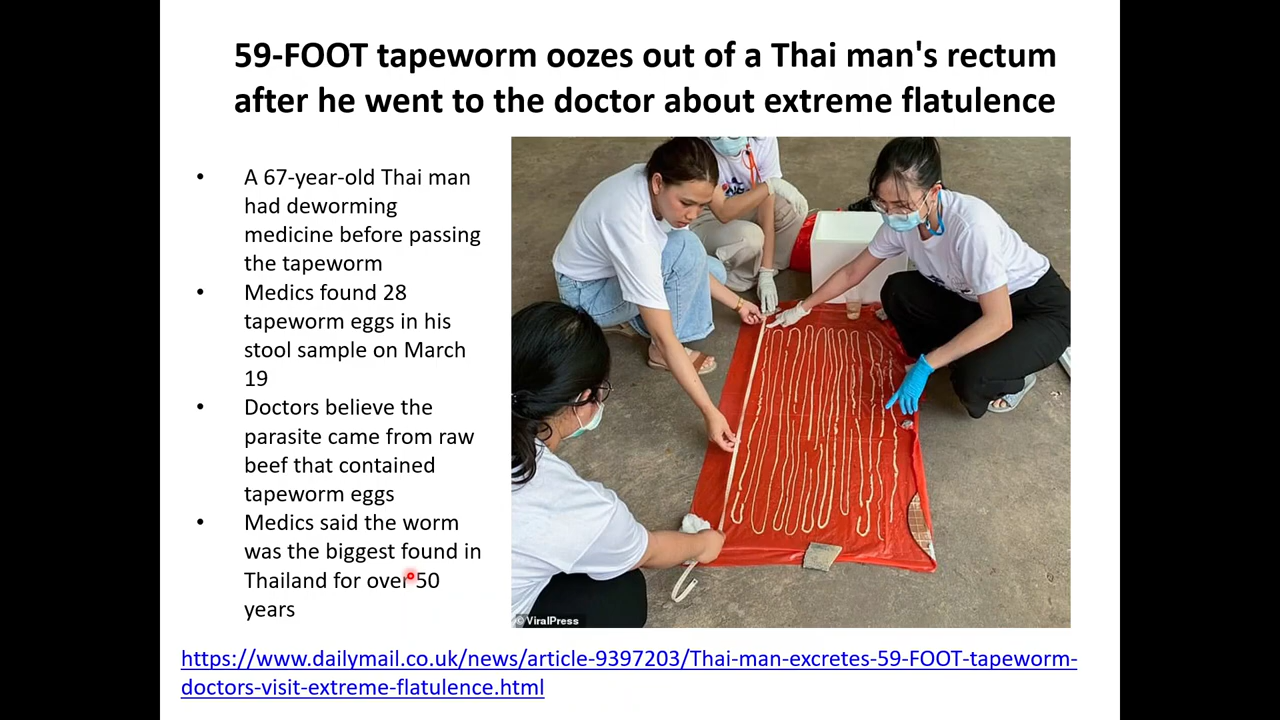 59-FOOT tapeworm oozes out of a Thai man's rectum
after he went to the doctor about extreme flatulence
• A 67-year-old Thai man
had deworming
medicine before passing
the tapeworm
• Medics found 28
tapeworm eggs in his
stool sample on March
19
• Doctors believe the
parasite came from raw
beef that contained
tapeworm eggs
• Medics said the worm
was the biggest found in
Thailand for over 50
years
© ViralPress
https://www.dailymail.co.uk/news/article-9397203/Thai-man-excretes-59-FOOT-tapeworm-
doctors-visit-extreme-flatulence.html